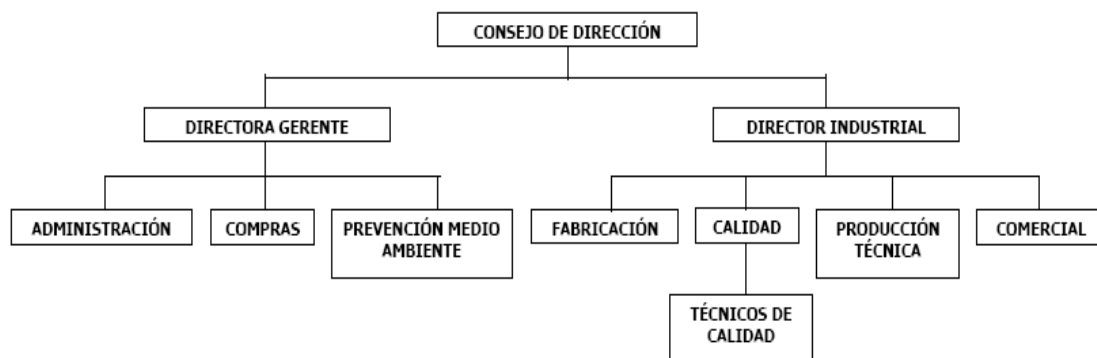 CONSEJO DE DIRECCIÓN
DIRECTORA GERENTE
DIRECTOR INDUSTRIAL
ADMINISTRACIÓN
COMPRAS
PREVENCIÓN MEDIO
AMBIENTE
FABRICACIÓN
CALIDAD
PRODUCCIÓN
TÉCNICA
COMERCIAL
TÉCNICOS DE
CALIDAD